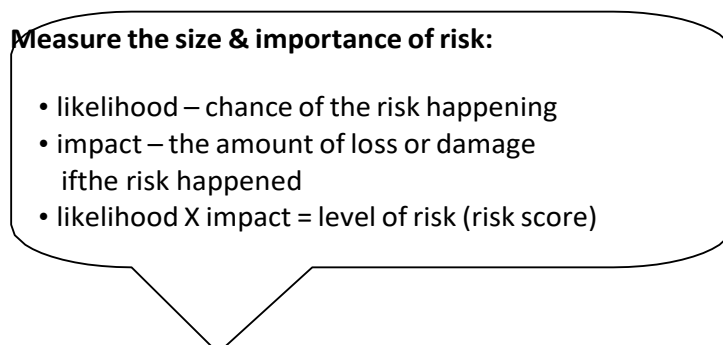 Measure the size & importance of risk:
• likelihood – chance of the risk happening
• impact – the amount of loss or damage
ifthe risk happened
• likelihood X impact = level of risk (risk score)